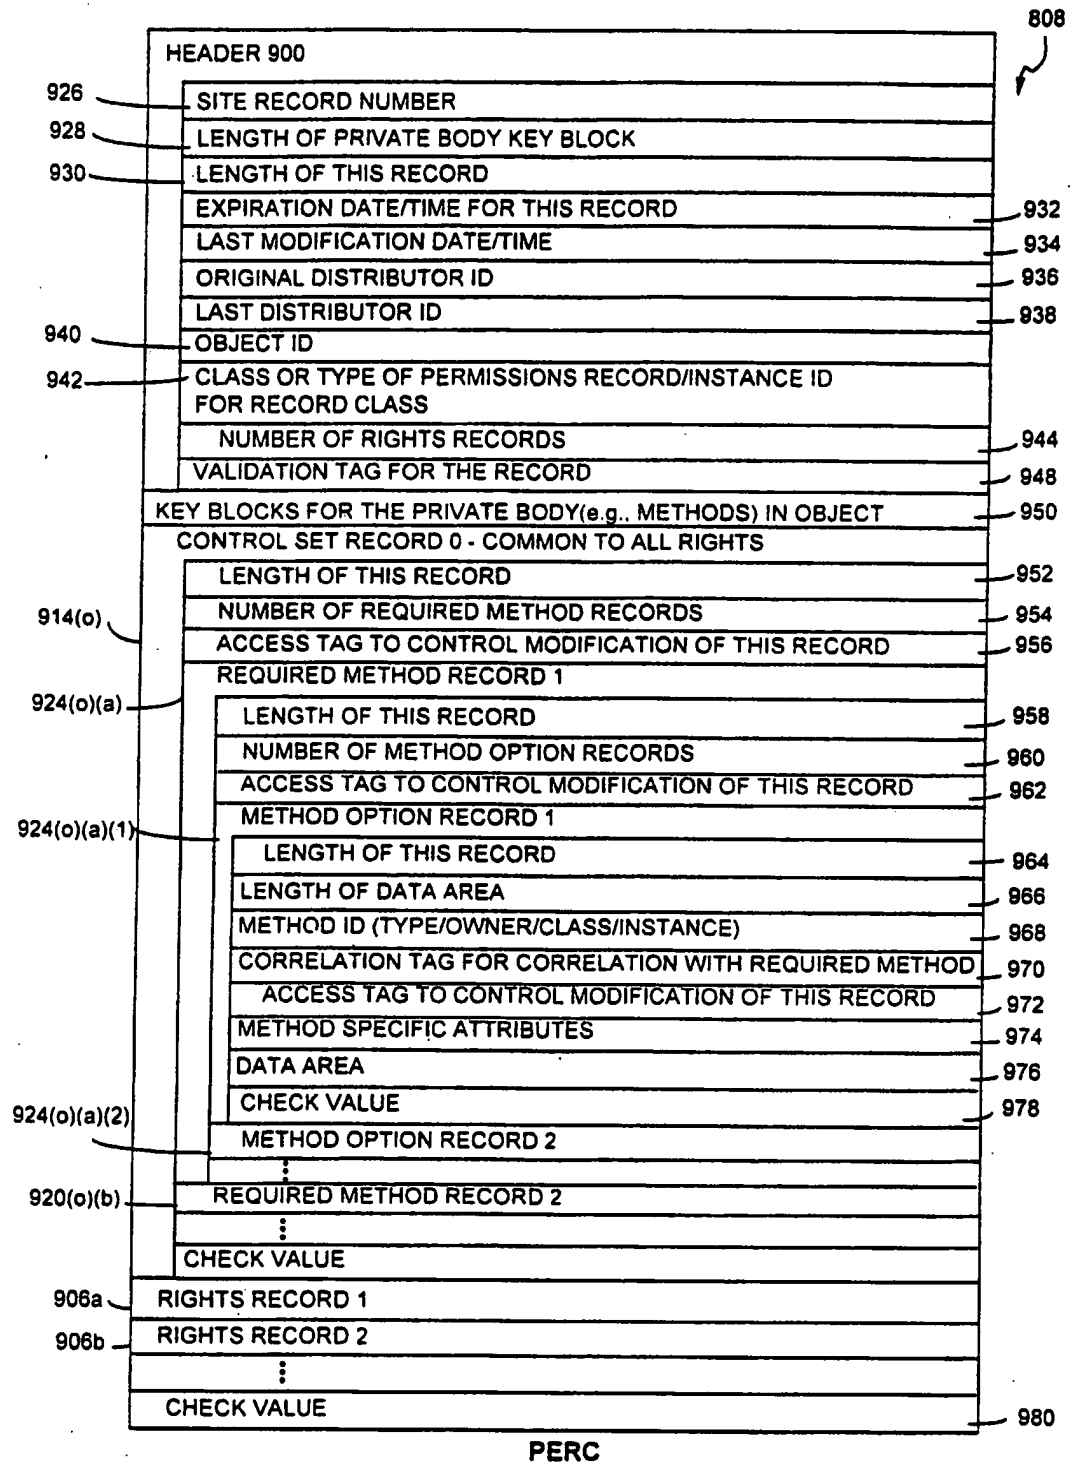 808
HEADER 900
926 SITE RECORD NUMBER
928 LENGTH OF PRIVATE BODY KEY BLOCK
930 LENGTH OF THIS RECORD
EXPIRATION DATE/TIME FOR THIS RECORD 932
LAST MODIFICATION DATE/TIME 934
ORIGINAL DISTRIBUTOR ID 936
LAST DISTRIBUTOR ID 938
940 OBJECT ID
942 CLASS OR TYPE OF PERMISSIONS RECORD/INSTANCE ID
FOR RECORD CLASS
NUMBER OF RIGHTS RECORDS 944
VALIDATION TAG FOR THE RECORD 948
KEY BLOCKS FOR THE PRIVATE BODY(e.g., METHODS) IN OBJECT 950
CONTROL SET RECORD 0 - COMMON TO ALL RIGHTS
LENGTH OF THIS RECORD 952
914(o) NUMBER OF REQUIRED METHOD RECORDS 954
ACCESS TAG TO CONTROL MODIFICATION OF THIS RECORD 956
REQUIRED METHOD RECORD 1
924(o)(a) LENGTH OF THIS RECORD 958
NUMBER OF METHOD OPTION RECORDS 960
ACCESS TAG TO CONTROL MODIFICATION OF THIS RECORD 962
METHOD OPTION RECORD 1
924(o)(a)(1) LENGTH OF THIS RECORD 964
LENGTH OF DATA AREA 966
METHOD ID (TYPE/OWNER/CLASS/INSTANCE) 968
CORRELATION TAG FOR CORRELATION WITH REQUIRED METHOD 970
ACCESS TAG TO CONTROL MODIFICATION OF THIS RECORD 972
METHOD SPECIFIC ATTRIBUTES 974
DATA AREA 976
CHECK VALUE 978
924(o)(a)(2) METHOD OPTION RECORD 2
920(o)(b) REQUIRED METHOD RECORD 2
CHECK VALUE
906a RIGHTS RECORD 1
906b RIGHTS RECORD 2
CHECK VALUE 980
PERC